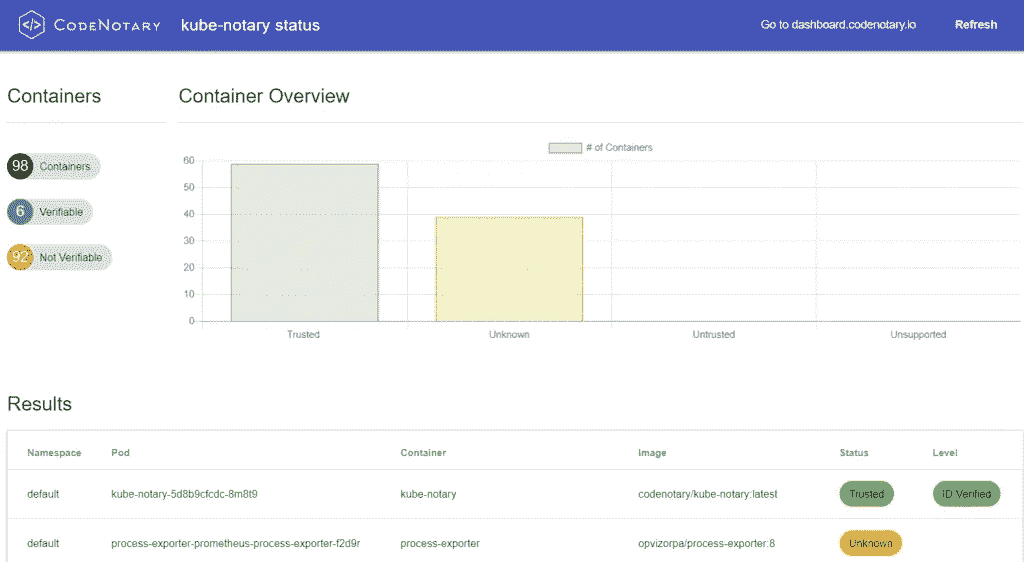 CODENOTARY kube-notary status Go to dashboard.codenotary.io Refresh
Containers
98 Containers
6 Verifiable
92 Not Verifiable
Container Overview
# of Containers
60
50
40
30
20
10
0
Trusted Unknown Untrusted Unsupported
Results
Namespace Pod Container Image Status Level
default kube-notary-5d8b9cfcdc-8m8t9 kube-notary codenotary/kube-notary:latest Trusted ID Verified
default process-exporter-prometheus-process-exporter-f2d9r process-exporter opvizorpa/process-exporter:8 Unknown